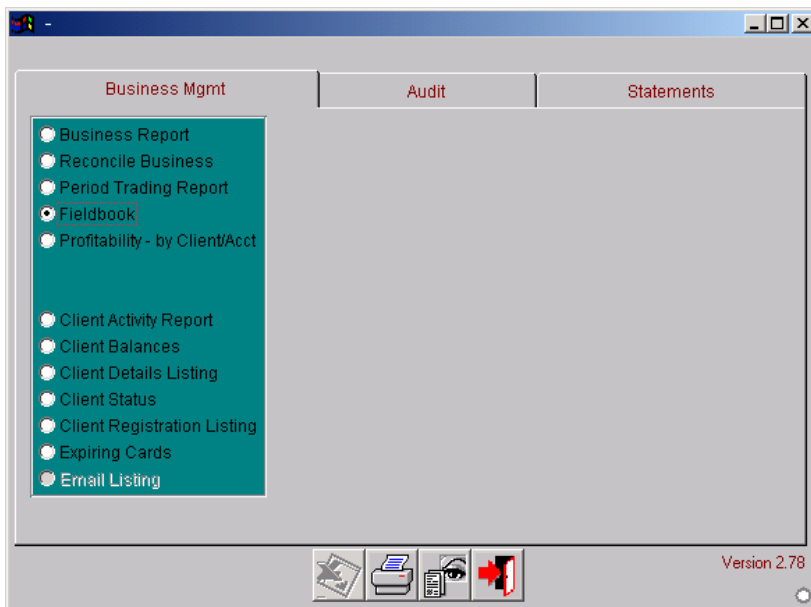 -
Business Mgmt Audit Statements
Business Report
Reconcile Business
Period Trading Report
Fieldbook
Profitability - by Client/Acct
Client Activity Report
Client Balances
Client Details Listing
Client Status
Client Registration Listing
Expiring Cards
Email Listing
Version 2.78